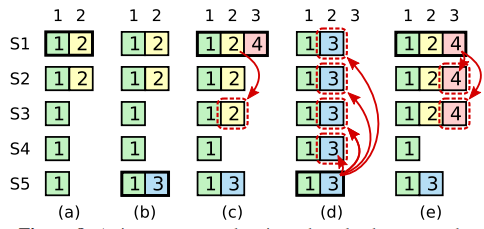 1 2 1 2 1 2 3 1 2 1 2 3
S1 1 2 1 2 1 2 4 1 3 1 2 4
S2 1 2 1 2 1 2 1 3 1 2 4
S3 1 1 1 2 1 3 1 2 4
S4 1 1 1 1 3 1
S5 1 1 3 1 3 1 3 1 3
(a) (b) (c) (d) (e)